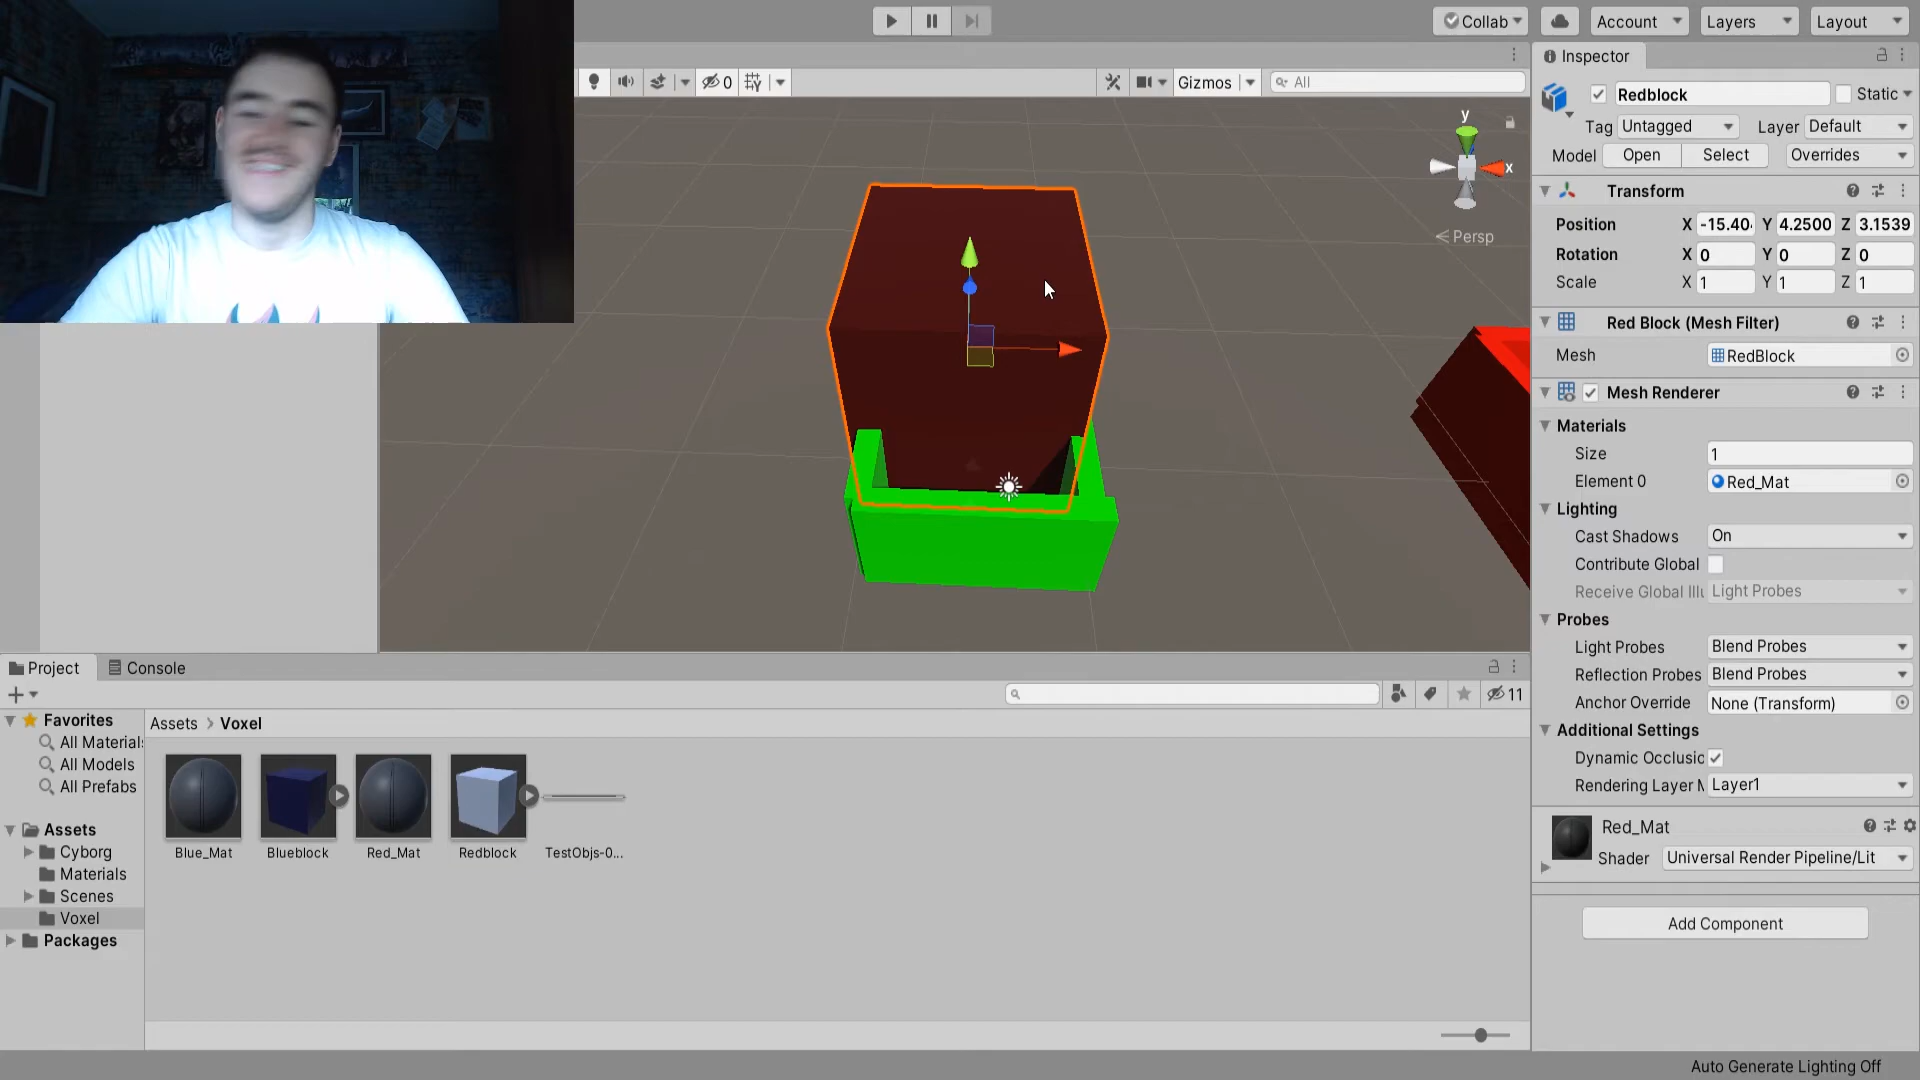 Collab
Account
Layers
Layout
Inspector
0
Gizmos
All
Redblock
Static
Tag Untagged Layer Default
Model Open Select Overrides
Transform
Position X -15.40 Y 4.2500 Z 3.1539
Rotation X 0 Y 0 Z 0
Scale X 1 Y 1 Z 1
y
x
Persp
Red Block (Mesh Filter)
Mesh RedBlock
Mesh Renderer
Materials
Size 1
Element 0 Red_Mat
Lighting
Cast Shadows On
Contribute Global
Receive Global Illu Light Probes
Probes
Light Probes Blend Probes
Reflection Probes Blend Probes
Anchor Override None (Transform)
Additional Settings
Dynamic Occlusic
Rendering Layer M Layer1
Red_Mat
Shader Universal Render Pipeline/Lit
Add Component
Project Console
11
Favorites
All Materials
All Models
All Prefabs
Assets
Cyborg
Materials
Scenes
Voxel
Packages
Assets > Voxel
Blue_Mat
Blueblock
Red_Mat
Redblock
TestObjs-0...
Auto Generate Lighting Off